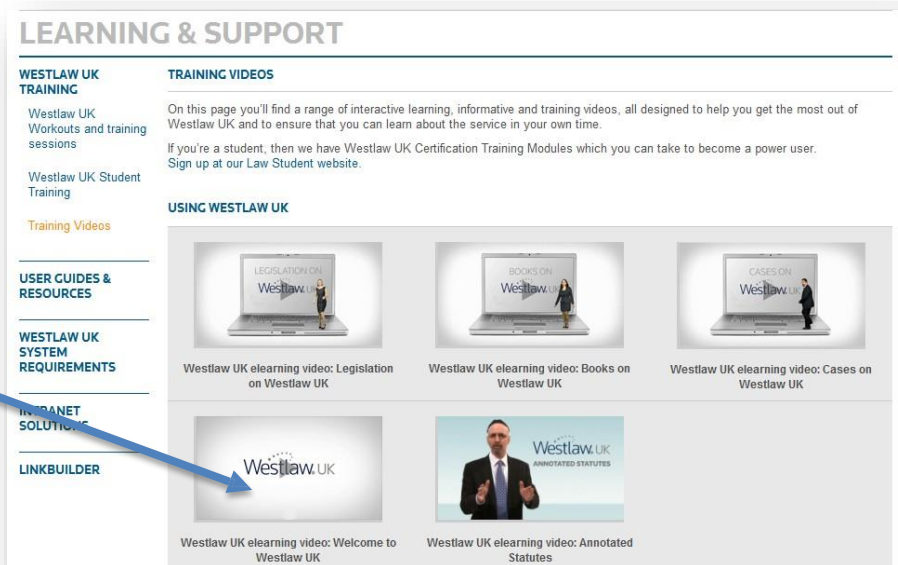 LEARNING & SUPPORT
WESTLAW UK
TRAINING
Westlaw UK
Workouts and training
sessions
Westlaw UK Student
Training
Training Videos
USER GUIDES &
RESOURCES
WESTLAW UK
SYSTEM
REQUIREMENTS
INTRANET
SOLUTIONS
LINKBUILDER
TRAINING VIDEOS
On this page you'll find a range of interactive learning, informative and training videos, all designed to help you get the most out of
Westlaw UK and to ensure that you can learn about the service in your own time.
If you're a student, then we have Westlaw UK Certification Training Modules which you can take to become a power user.
Sign up at our Law Student website.
USING WESTLAW UK
LEGISLATION ON
Westlaw.UK
BOOKS ON
Westlaw.UK
CASES ON
Westlaw.UK
Westlaw UK elearning video: Legislation
on Westlaw UK
Westlaw UK elearning video: Books on
Westlaw UK
Westlaw UK elearning video: Cases on
Westlaw UK
Westlaw.UK
Westlaw.UK
ANNOTATED STATUTES
Westlaw UK elearning video: Welcome to
Westlaw UK
Westlaw UK elearning video: Annotated
Statutes